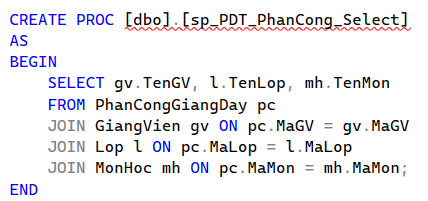 CREATE PROC [dbo].[sp_PDT_PhanCong_Select]
AS
BEGIN
    SELECT gv.TenGV, l.TenLop, mh.TenMon
    FROM PhanCongGiangDay pc
    JOIN GiangVien gv ON pc.MaGV = gv.MaGV
    JOIN Lop l ON pc.MaLop = l.MaLop
    JOIN MonHoc mh ON pc.MaMon = mh.MaMon;
END